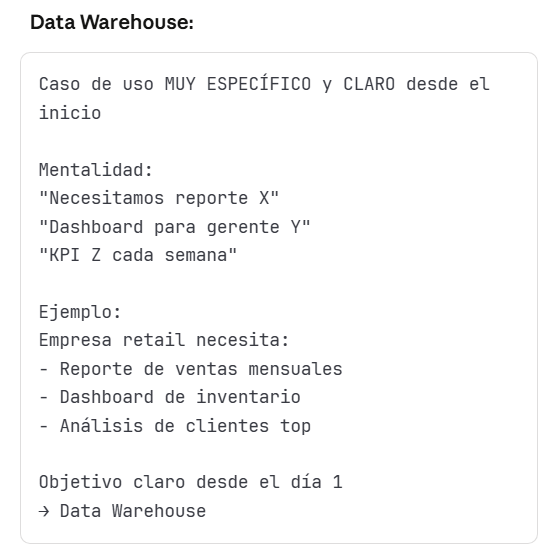 Data Warehouse:
Caso de uso MUY ESPECÍFICO y CLARO desde el
inicio
Mentalidad:
"Necesitamos reporte X"
"Dashboard para gerente Y"
"KPI Z cada semana"
Ejemplo:
Empresa retail necesita:
- Reporte de ventas mensuales
- Dashboard de inventario
- Análisis de clientes top
Objetivo claro desde el día 1
→ Data Warehouse